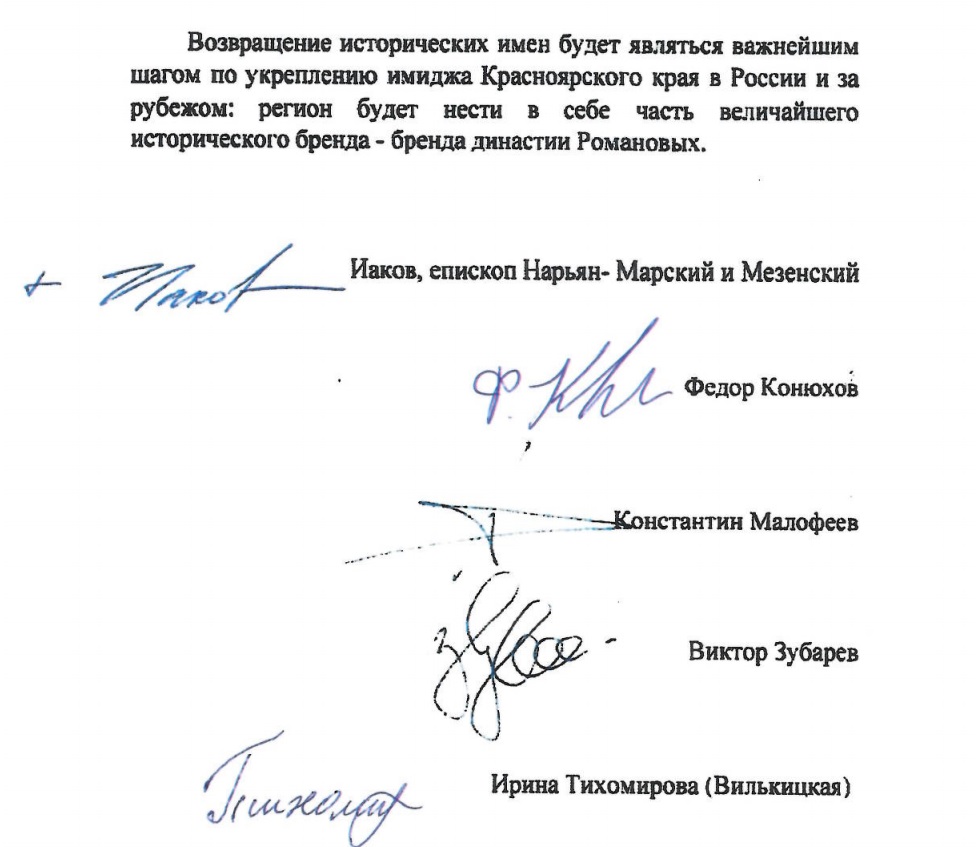 Возвращение исторических имен будет являться важнейшим
шагом по укреплению имиджа Красноярского края в России и за
рубежом: регион будет нести в себе часть величайшего
исторического бренда - бренда династии Романовых.
+ Иаков Иаков, епископ Нарьян- Марский и Мезенский
Федор Конюхов
Константин Малофеев
Виктор Зубарев
Ирина Тихомирова (Вилькицкая)